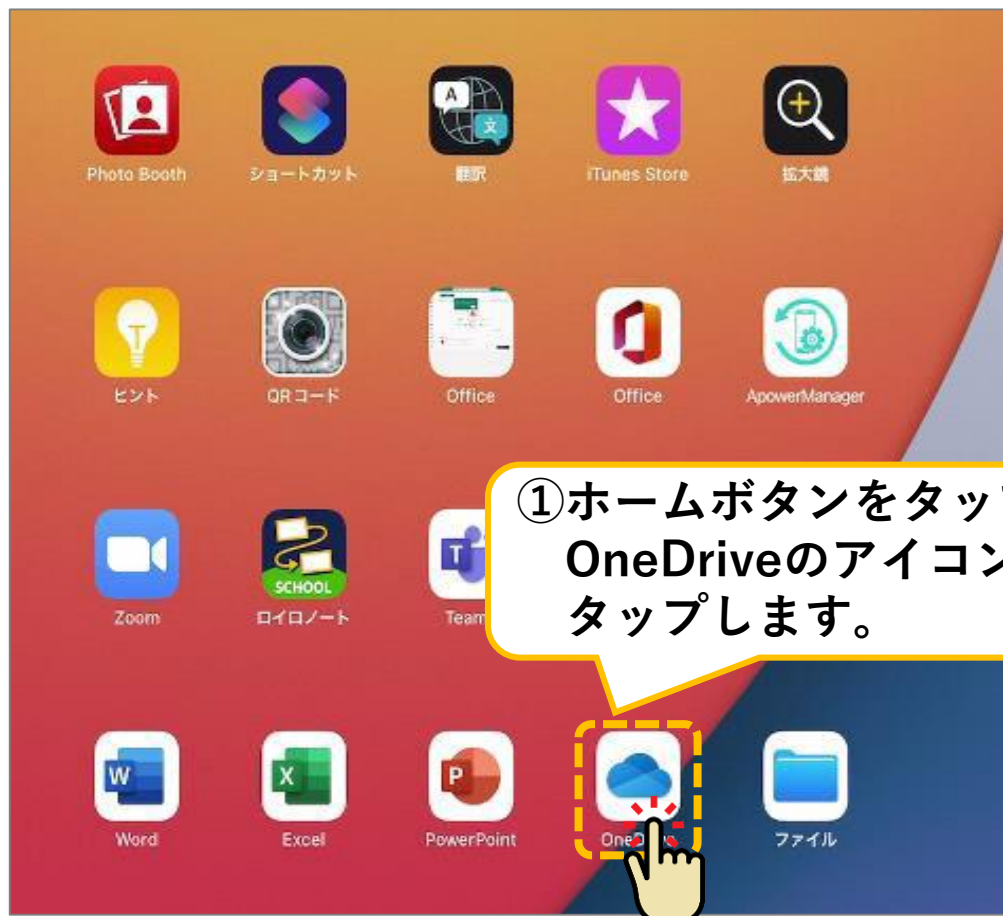 Photo Booth ショートカット 翻訳 iTunes Store 拡大鏡
ヒント QRコード Office Office ApowerManager
①ホームボタンをタッ
OneDriveのアイコン
タップします。
SCHOOL
Zoom ロイロノート Team
Word Excel PowerPoint OneDrive ファイル